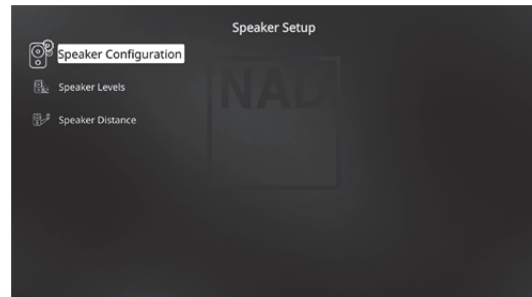 Speaker Setup
Speaker Configuration
Speaker Levels
Speaker Distance
NAD